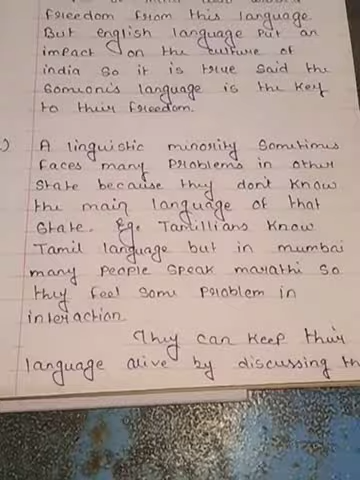 freedom from this language.
But english language put an
impact on the culture of
india so it is true said the
Someon's language is the key
to their freedom.
A linguistic minority Sometimes
faces many problems in other
state because they don't know
the main language of that
state. Eg. Tamillians know
Tamil language but in mumbai
many people speak marathi so
they feel some problem in
interaction
They can keep their
language alive by discussing th